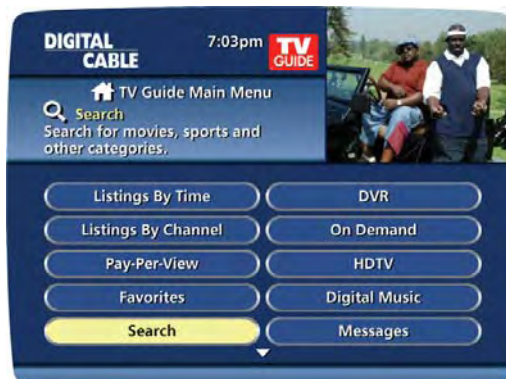 DIGITAL
CABLE
7:03pm
TV
GUIDE
TV Guide Main Menu
Search
Search for movies, sports and
other categories.
Listings By Time
DVR
Listings By Channel
On Demand
Pay-Per-View
HDTV
Favorites
Digital Music
Search
Messages